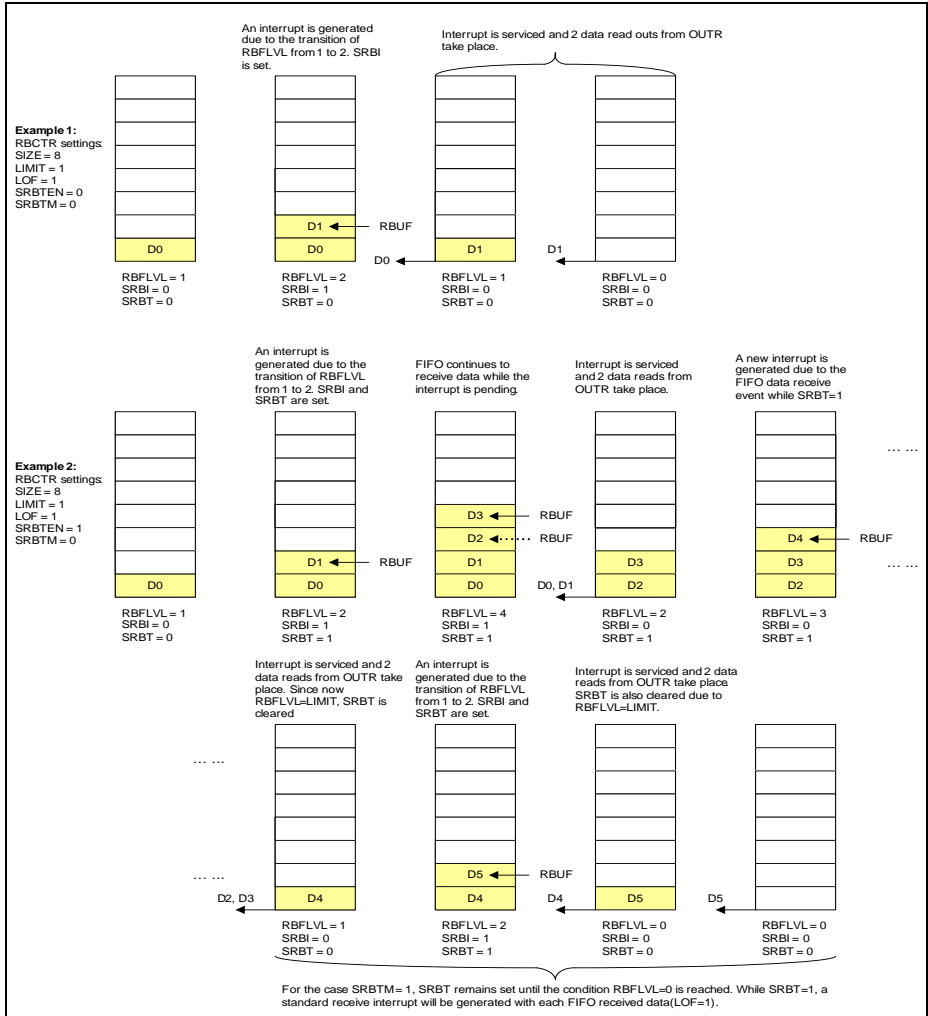 An interrupt is generated
due to the transition of
RBFLVL from 1 to 2. SRBI
is set.
Interrupt is serviced and 2 data read outs from OUTR
take place.
Example 1:
RBCTR settings:
SIZE = 8
LIMIT = 1
LOF = 1
SRBTEN = 0
SRBTM = 0
D1
RBUF
D0
D0
D0
D1
D1
RBFLVL = 1
SRBI = 0
SRBT = 0
RBFLVL = 2
SRBI = 1
SRBT = 0
RBFLVL = 1
SRBI = 0
SRBT = 0
RBFLVL = 0
SRBI = 0
SRBT = 0
An interrupt is
generated due to the
transition of RBFLVL
from 1 to 2. SRBI and
SRBT are set.
FIFO continues to
receive data while the
interrupt is pending.
Interrupt is serviced
and 2 data reads from
OUTR take place.
A new interrupt is
generated due to the
FIFO data receive
event while SRBT=1
Example 2:
RBCTR settings:
SIZE = 8
LIMIT = 1
LOF = 1
SRBTEN = 1
SRBTM = 0
... ...
D3
RBUF
D2
RBUF
D4
RBUF
D1
RBUF
D1
D3
D3
... ...
D0
D0
D0
D0, D1
D2
D2
RBFLVL = 1
SRBI = 0
SRBT = 0
RBFLVL = 2
SRBI = 1
SRBT = 1
RBFLVL = 4
SRBI = 1
SRBT = 1
RBFLVL = 2
SRBI = 0
SRBT = 1
RBFLVL = 3
SRBI = 0
SRBT = 1
Interrupt is serviced and 2
data reads from OUTR take
place. Since now
RBFLVL=LIMIT, SRBT is
cleared
An interrupt is
generated due to the
transition of RBFLVL
from 1 to 2. SRBI and
SRBT are set.
Interrupt is serviced and 2 data
reads from OUTR take place.
SRBT is also cleared due to
RBFLVL=LIMIT.
... ...
... ...
D5
RBUF
D2, D3
D4
D4
D4
D5
D5
RBFLVL = 1
SRBI = 0
SRBT = 0
RBFLVL = 2
SRBI = 1
SRBT = 1
RBFLVL = 0
SRBI = 0
SRBT = 0
RBFLVL = 0
SRBI = 0
SRBT = 0
For the case SRBTM = 1, SRBT remains set until the condition RBFLVL=0 is reached. While SRBT=1, a
standard receive interrupt will be generated with each FIFO received data(LOF=1).